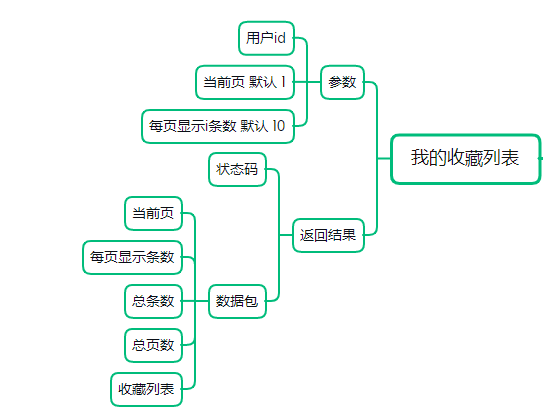 用户id
当前页 默认 1
参数
每页显示i条数 默认 10
我的收藏列表
状态码
当前页
返回结果
每页显示条数
总条数
数据包
总页数
收藏列表